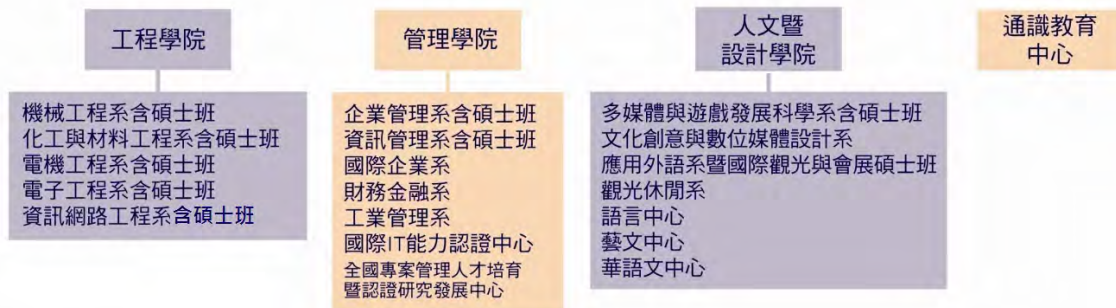 工程學院
機械工程系含碩士班
化工與材料工程系含碩士班
電機工程系含碩士班
電子工程系含碩士班
資訊網路工程系含碩士班
管理學院
企業管理系含碩士班
資訊管理系含碩士班
國際企業系
財務金融系
工業管理系
國際IT能力認證中心
全國專案管理人才培育
暨認證研究發展中心
人文暨
設計學院
多媒體與遊戲發展科學系含碩士班
文化創意與數位媒體設計系
應用外語系暨國際觀光與會展碩士班
觀光休閒系
語言中心
藝文中心
華語文中心
通識教育
中心